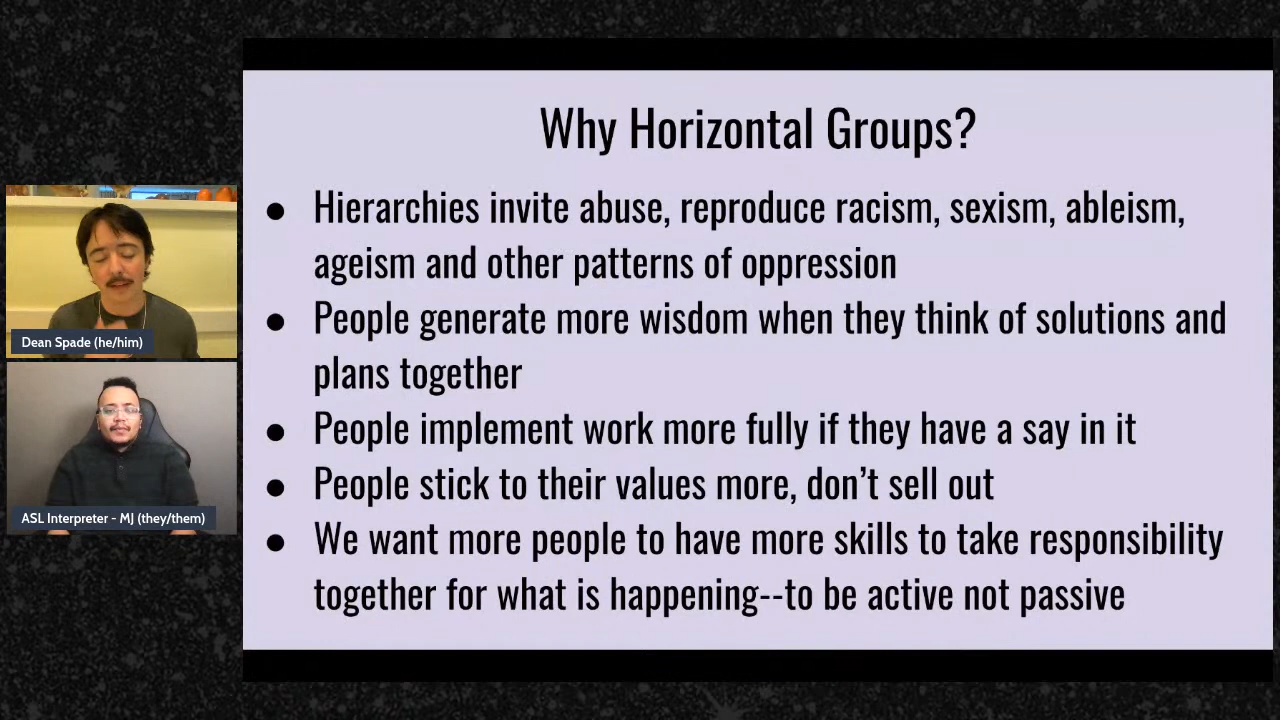 Why Horizontal Groups?
● Hierarchies invite abuse, reproduce racism, sexism, ableism,
ageism and other patterns of oppression
● People generate more wisdom when they think of solutions and
plans together
● People implement work more fully if they have a say in it
● People stick to their values more, don’t sell out
● We want more people to have more skills to take responsibility
together for what is happening--to be active not passive
Dean Spade (he/him)
ASL Interpreter - MJ (they/them)